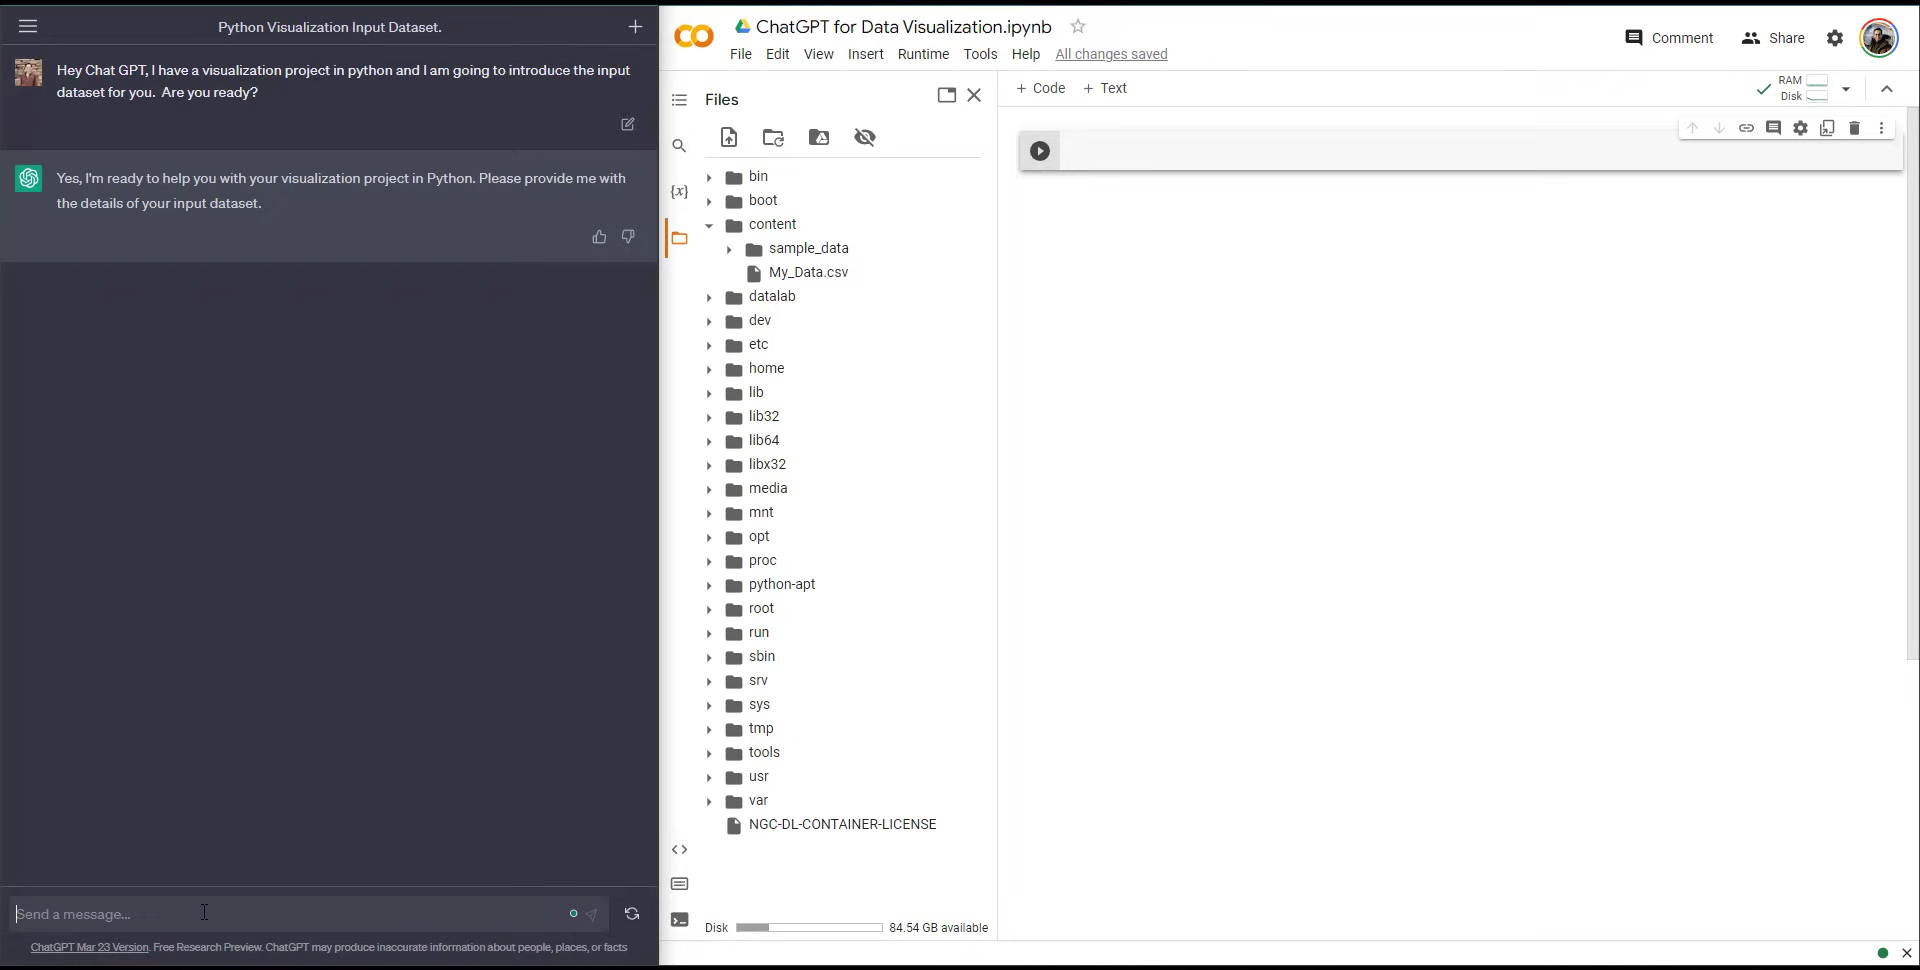 Python Visualization Input Dataset.
Hey Chat GPT, I have a visualization project in python and I am going to introduce the input
dataset for you.  Are you ready?
Yes, I'm ready to help you with your visualization project in Python. Please provide me with
the details of your input dataset.
Send a message...
ChatGPT Mar 23 Version. Free Research Preview. ChatGPT may produce inaccurate information about people, places, or facts
CO
ChatGPT for Data Visualization.ipynb
File Edit View Insert Runtime Tools Help All changes saved
Comment Share
Files
{x}
bin
boot
content
sample_data
My_Data.csv
datalab
dev
etc
home
lib
lib32
lib64
libx32
media
mnt
opt
proc
python-apt
root
run
sbin
srv
sys
tmp
tools
usr
var
NGC-DL-CONTAINER-LICENSE
Disk 84.54 GB available
+ Code + Text
RAM
Disk